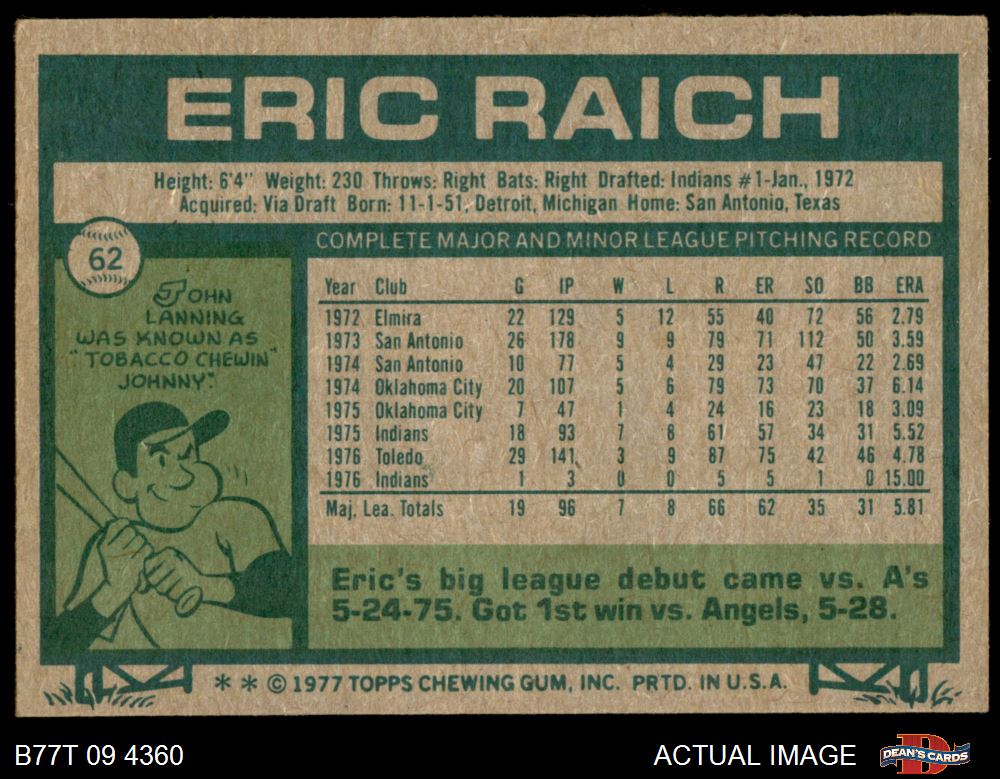 ERIC RAICH
Height: 6'4" Weight: 230 Throws: Right Bats: Right Drafted: Indians #1-Jan., 1972
Acquired: Via Draft Born: 11-1-51, Detroit, Michigan Home: San Antonio, Texas
62
COMPLETE MAJOR AND MINOR LEAGUE PITCHING RECORD
JOHN
LANNING
WAS KNOWN AS
"TOBACCO CHEWIN'
JOHNNY."
Year Club G IP W L R ER SO BB ERA
1972 Elmira 22 129 5 12 55 40 72 56 2.79
1973 San Antonio 26 178 9 9 79 71 112 50 3.59
1974 San Antonio 10 77 5 4 29 23 47 22 2.69
1974 Oklahoma City 20 107 5 6 79 73 70 37 6.14
1975 Oklahoma City 7 47 1 4 24 16 23 18 3.09
1975 Indians 18 93 7 8 61 57 34 31 5.52
1976 Toledo 29 141 3 9 87 75 42 46 4.78
1976 Indians 1 3 0 0 5 5 1 0 15.00
Maj. Lea. Totals 19 96 7 8 66 62 35 31 5.81
Eric's big league debut came vs. A's
5-24-75. Got 1st win vs. Angels, 5-28.
* * © 1977 TOPPS CHEWING GUM, INC. PRTD. IN U.S.A.
B77T 09 4360
ACTUAL IMAGE
DEAN'S CARDS